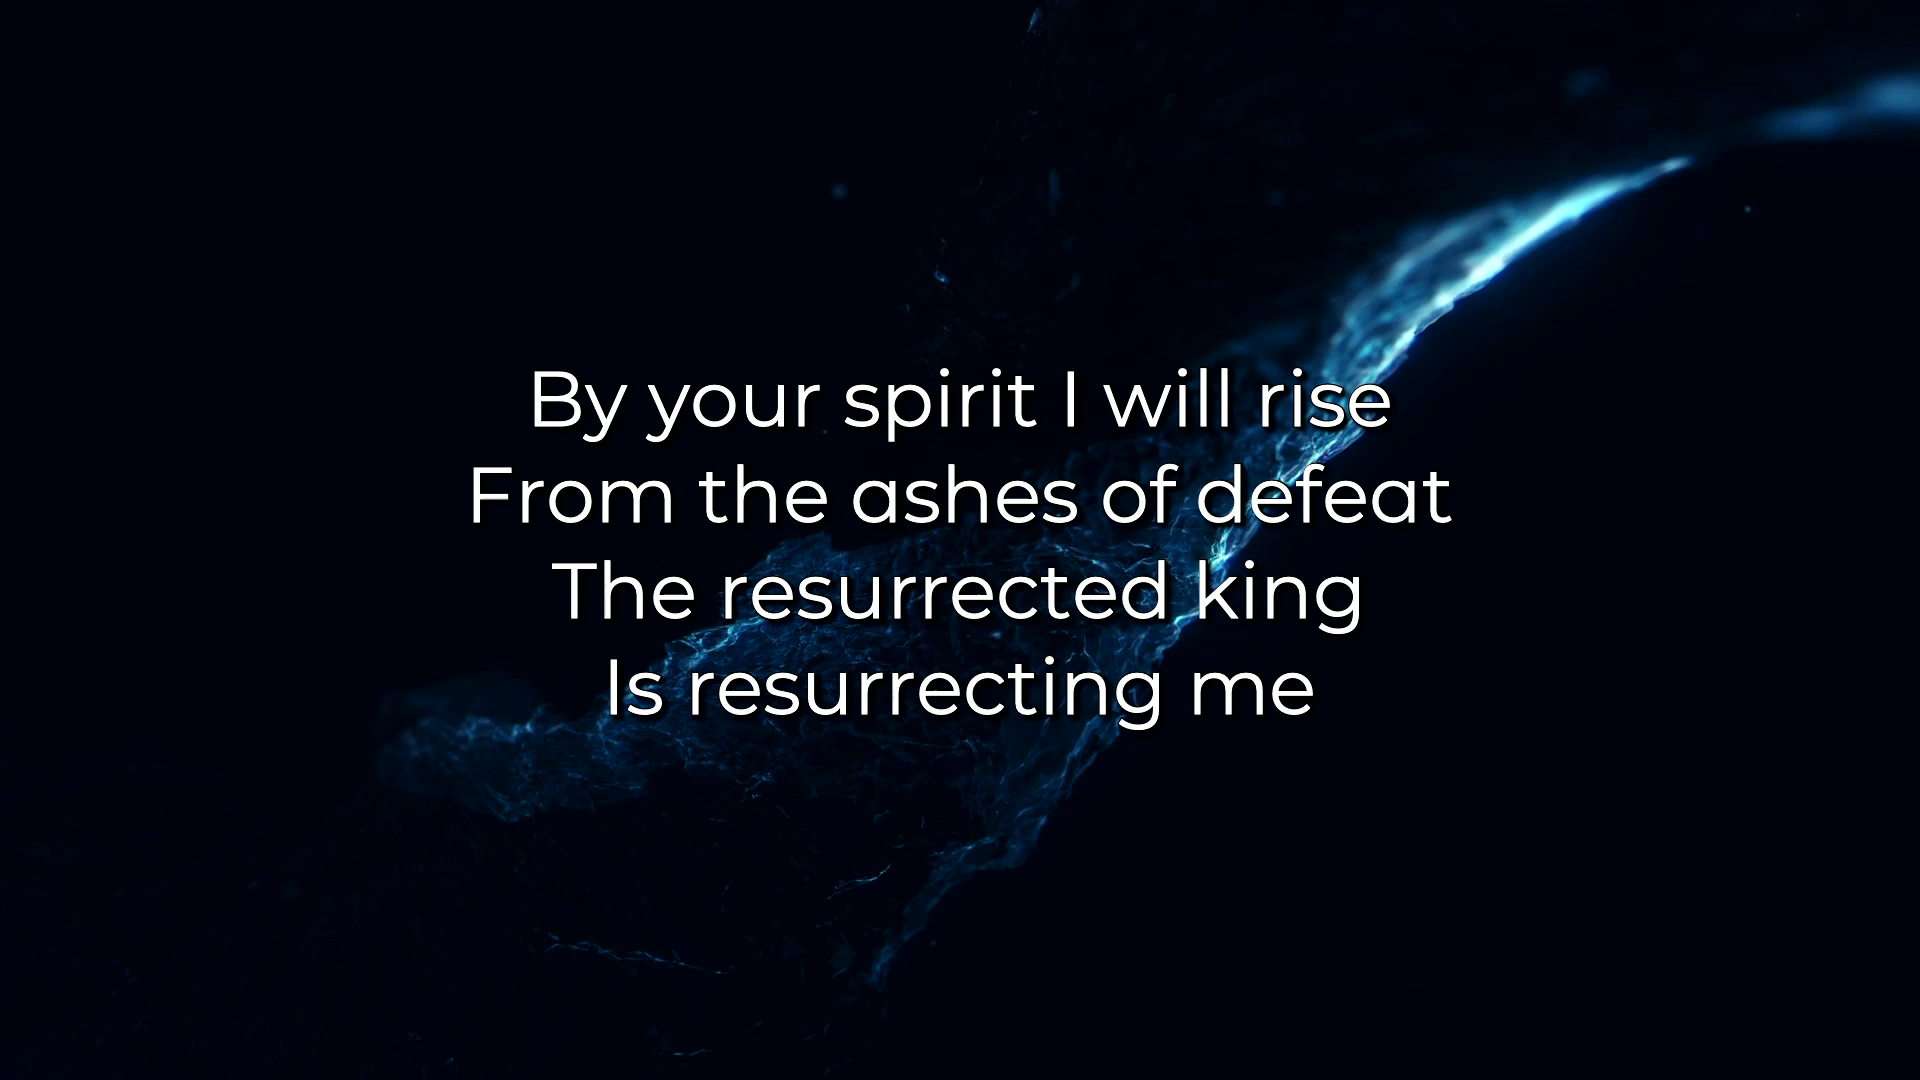 By your spirit I will rise
From the ashes of defeat
The resurrected king
Is resurrecting me